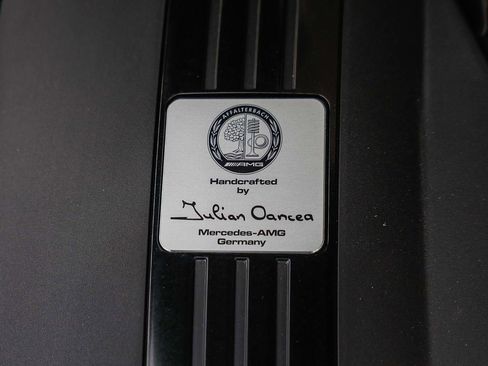 AFFALTERBACH
AMG
Handcrafted
by
Julian Oancea
Mercedes-AMG
Germany